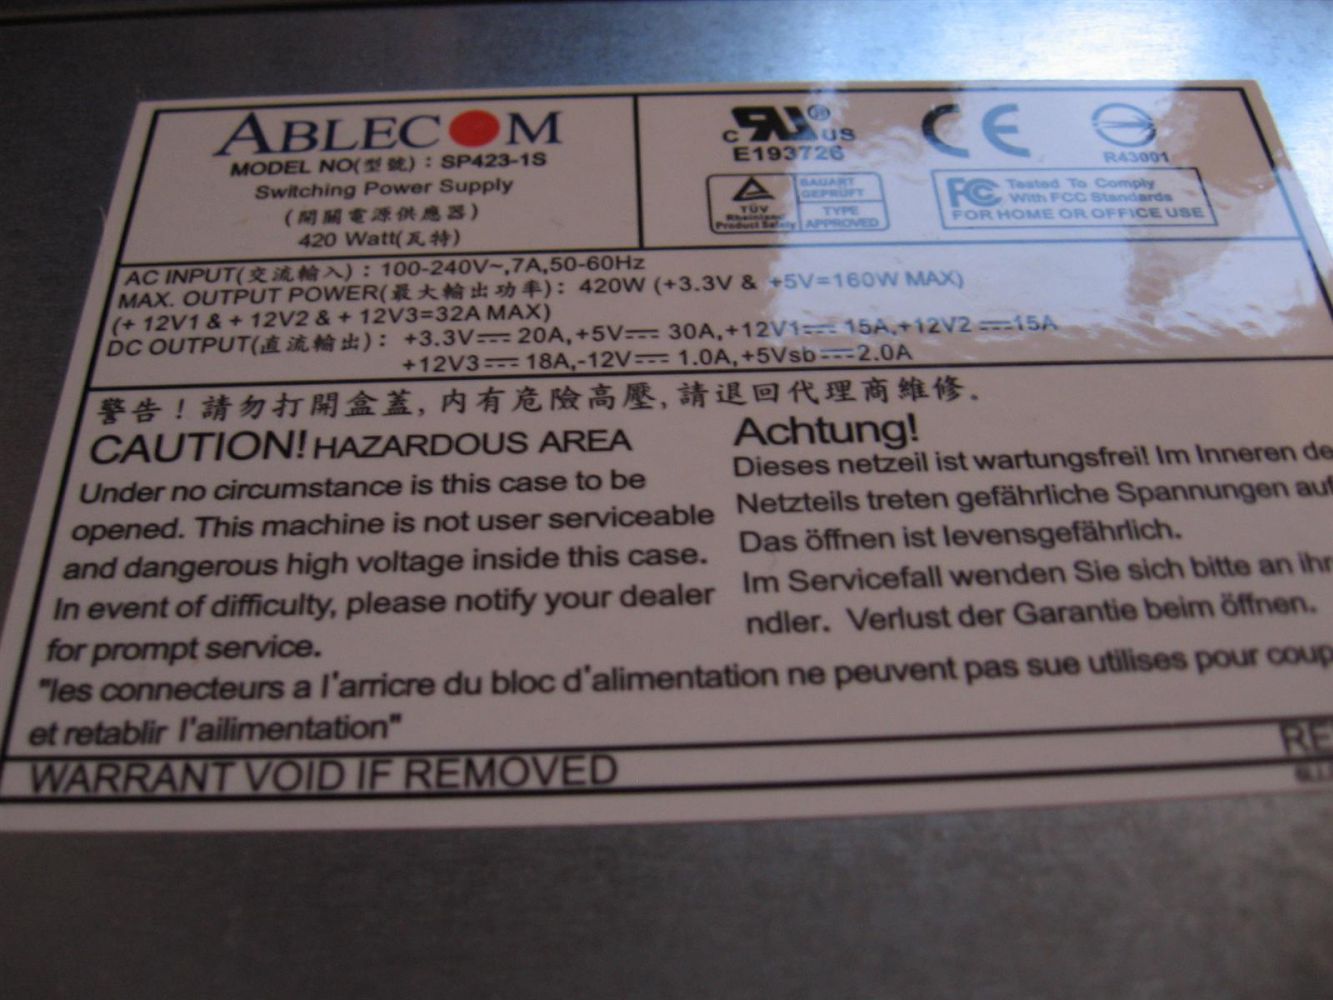 ABLECOM
MODEL NO(型號) : SP423-1S
Switching Power Supply
(開關電源供應器)
420 Watt(瓦特)
C RU US ®
E193726
CE
R43001
TÜV
Rheinland
Product Safety
BAUART
GEPRÜFT
TYPE
APPROVED
FCC Tested To Comply
With FCC Standards
FOR HOME OR OFFICE USE
AC INPUT(交流輸入) : 100-240V~,7A,50-60Hz
MAX. OUTPUT POWER(最大輸出功率) : 420W (+3.3V & +5V=160W MAX)
(+ 12V1 & + 12V2 & + 12V3=32A MAX)
DC OUTPUT(直流輸出) : +3.3V⎓ 20A,+5V⎓ 30A,+12V1⎓ 15A,+12V2⎓15A
+12V3⎓ 18A,-12V⎓ 1.0A,+5Vsb⎓2.0A
警告!請勿打開盒蓋,內有危險高壓,請退回代理商維修.
CAUTION! HAZARDOUS AREA
Under no circumstance is this case to be
opened. This machine is not user serviceable
and dangerous high voltage inside this case.
In event of difficulty, please notify your dealer
for prompt service.
Achtung!
Dieses netzeil ist wartungsfrei! Im Inneren de
Netzteils treten gefährliche Spannungen auf
Das öffnen ist levensgefährlich.
Im Servicefall wenden Sie sich bitte an ihr
ndler. Verlust der Garantie beim öffnen.
"les connecteurs a l'arricre du bloc d'alimentation ne peuvent pas sue utilises pour coup
et retablir l'ailimentation"
WARRANT VOID IF REMOVED
RE